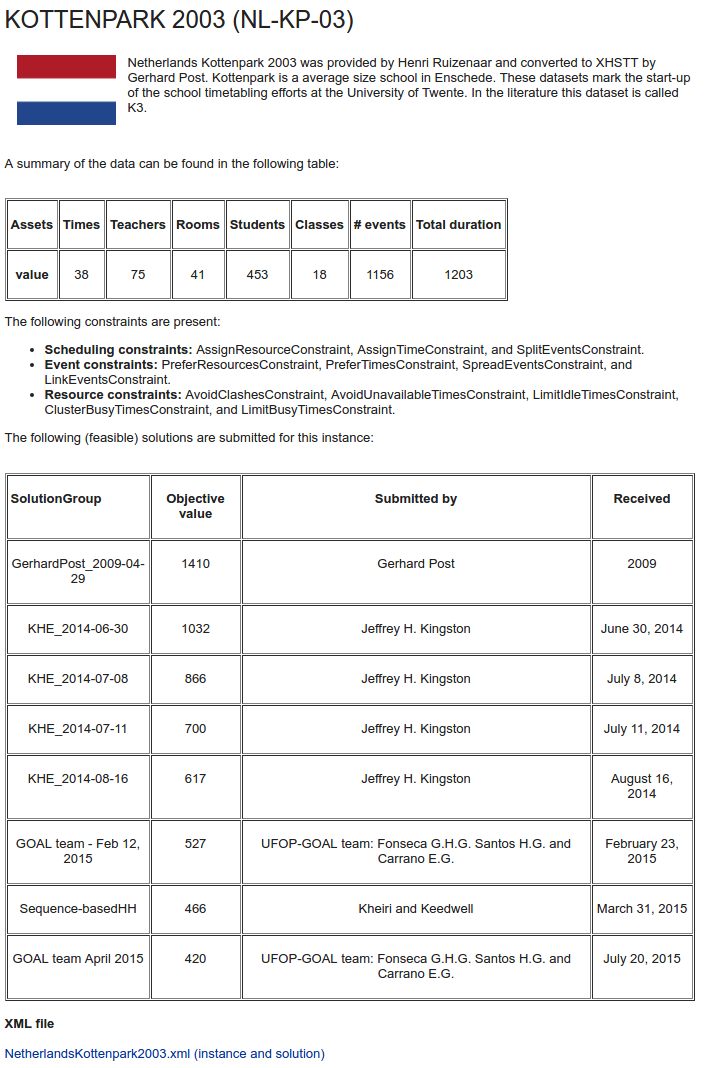 KOTTENPARK 2003 (NL-KP-03)
Netherlands Kottenpark 2003 was provided by Henri Ruizenaar and converted to XHSTT by
Gerhard Post. Kottenpark is a average size school in Enschede. These datasets mark the start-up
of the school timetabling efforts at the University of Twente. In the literature this dataset is called
K3.
A summary of the data can be found in the following table:
Assets Times Teachers Rooms Students Classes # events Total duration
value 38 75 41 453 18 1156 1203
The following constraints are present:
• Scheduling constraints: AssignResourceConstraint, AssignTimeConstraint, and SplitEventsConstraint.
• Event constraints: PreferResourcesConstraint, PreferTimesConstraint, SpreadEventsConstraint, and
LinkEventsConstraint.
• Resource constraints: AvoidClashesConstraint, AvoidUnavailableTimesConstraint, LimitIdleTimesConstraint,
ClusterBusyTimesConstraint, and LimitBusyTimesConstraint.
The following (feasible) solutions are submitted for this instance:
SolutionGroup Objective Submitted by Received
value
GerhardPost_2009-04- 1410 Gerhard Post 2009
29
KHE_2014-06-30 1032 Jeffrey H. Kingston June 30, 2014
KHE_2014-07-08 866 Jeffrey H. Kingston July 8, 2014
KHE_2014-07-11 700 Jeffrey H. Kingston July 11, 2014
KHE_2014-08-16 617 Jeffrey H. Kingston August 16,
2014
GOAL team - Feb 12, 527 UFOP-GOAL team: Fonseca G.H.G. Santos H.G. and February 23,
2015 Carrano E.G. 2015
Sequence-basedHH 466 Kheiri and Keedwell March 31, 2015
GOAL team April 2015 420 UFOP-GOAL team: Fonseca G.H.G. Santos H.G. and July 20, 2015
Carrano E.G.
XML file
NetherlandsKottenpark2003.xml (instance and solution)